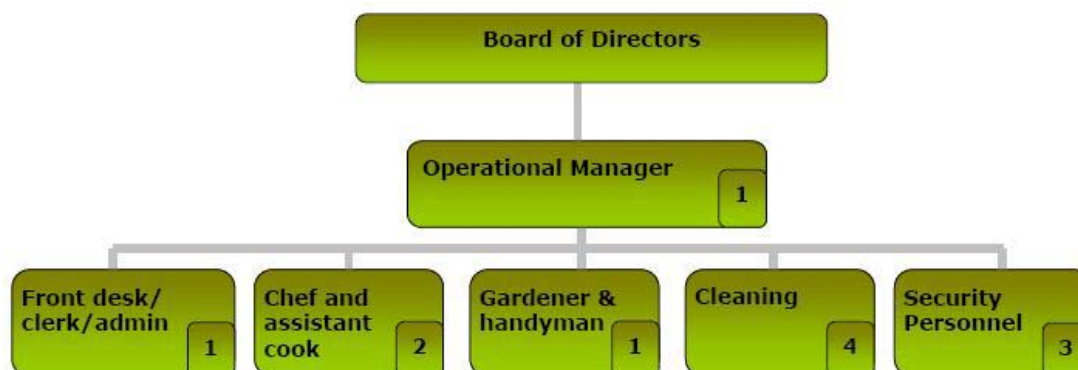 Board of Directors
Operational Manager
1
Front desk/
clerk/admin
1
Chef and
assistant
cook
2
Gardener &
handyman
1
Cleaning
4
Security
Personnel
3